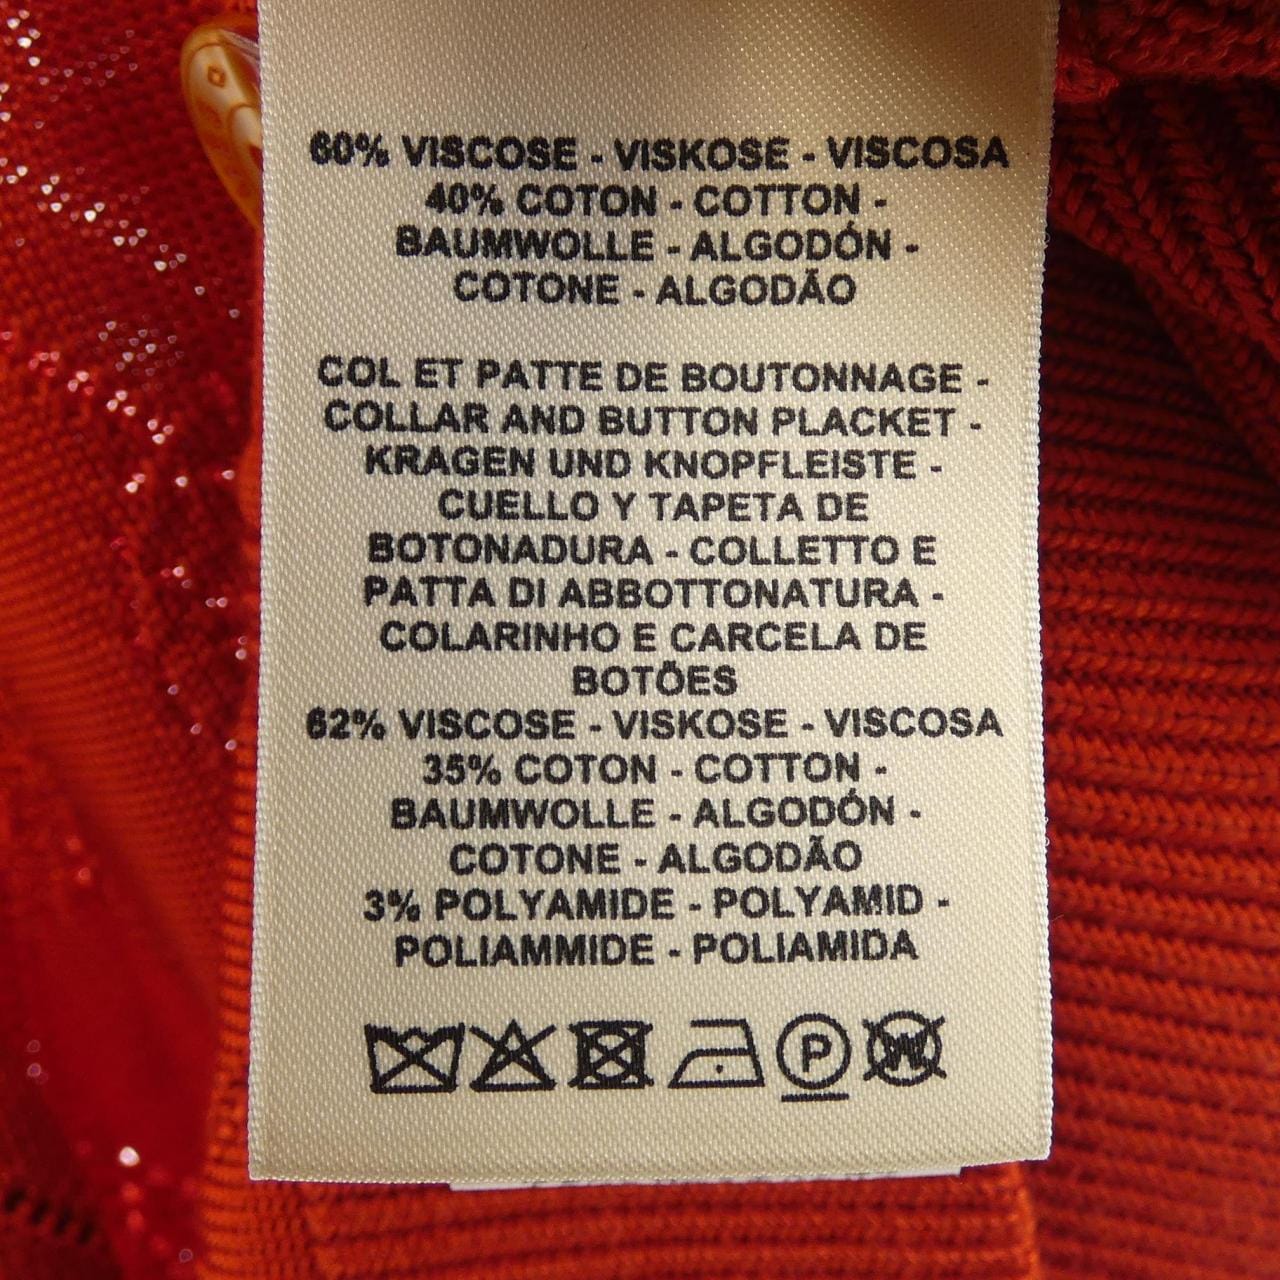 60% VISCOSE - VISKOSE - VISCOSA
40% COTON - COTTON -
BAUMWOLLE - ALGODÓN -
COTONE - ALGODÃO
COL ET PATTE DE BOUTONNAGE -
COLLAR AND BUTTON PLACKET -
KRAGEN UND KNOPFLEISTE -
CUELLO Y TAPETA DE
BOTONADURA - COLLETTO E
PATTA DI ABBOTTONATURA -
COLARINHO E CARCELA DE
BOTÕES
62% VISCOSE - VISKOSE - VISCOSA
35% COTON - COTTON -
BAUMWOLLE - ALGODÓN -
COTONE - ALGODÃO
3% POLYAMIDE - POLYAMID -
POLIAMMIDE - POLIAMIDA
P W